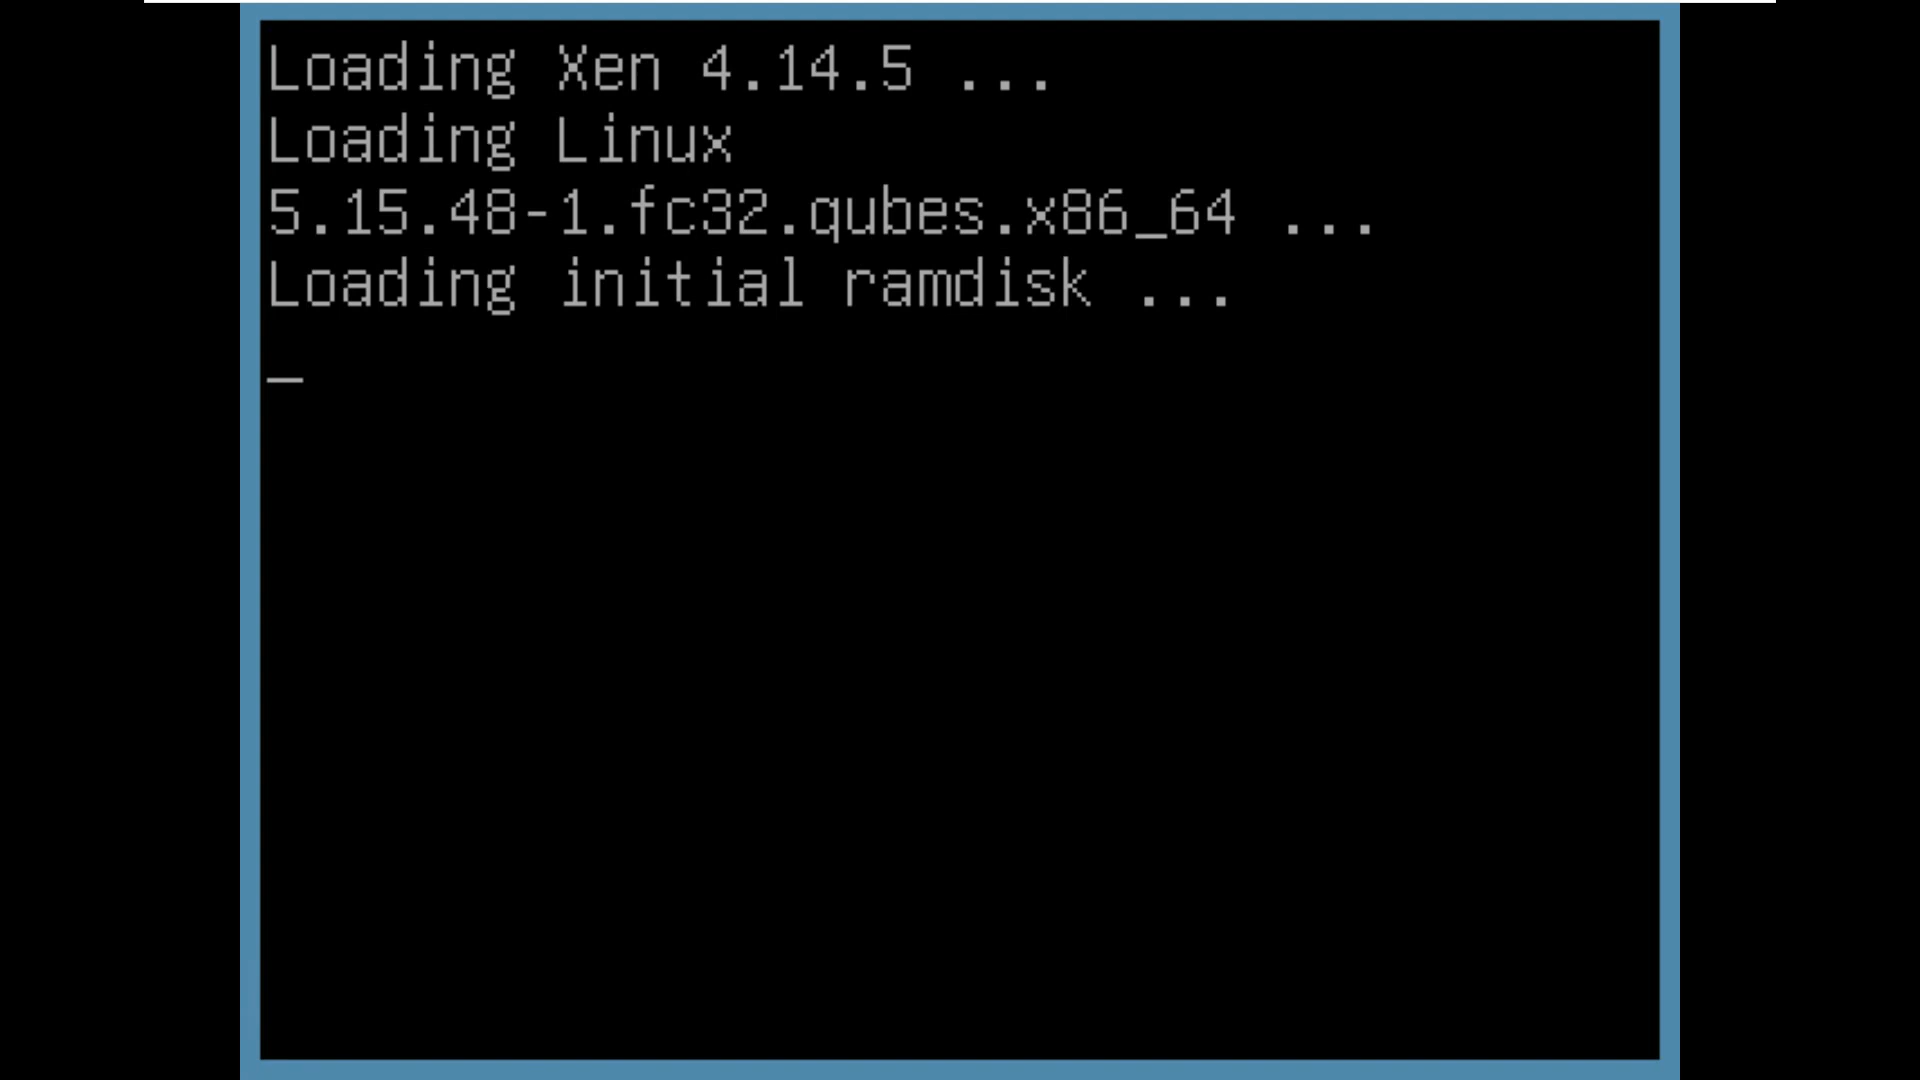 Loading Xen 4.14.5 ...
Loading Linux
5.15.48-1.fc32.qubes.x86_64 ...
Loading initial ramdisk ...
_